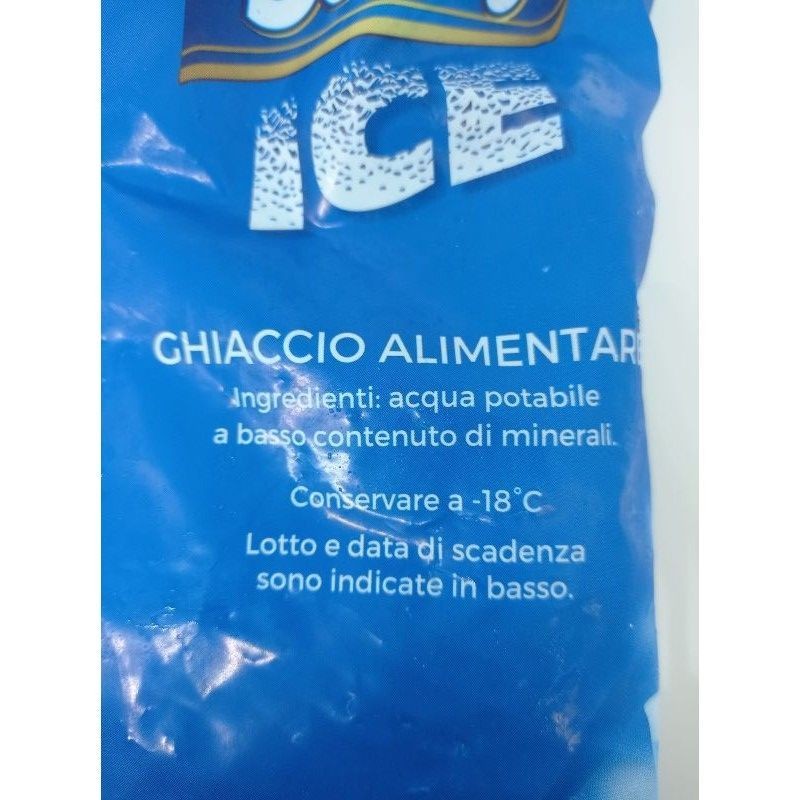 ICE
GHIACCIO ALIMENTARE
Ingredienti: acqua potabile
a basso contenuto di minerali.
Conservare a -18°C
Lotto e data di scadenza
sono indicate in basso.